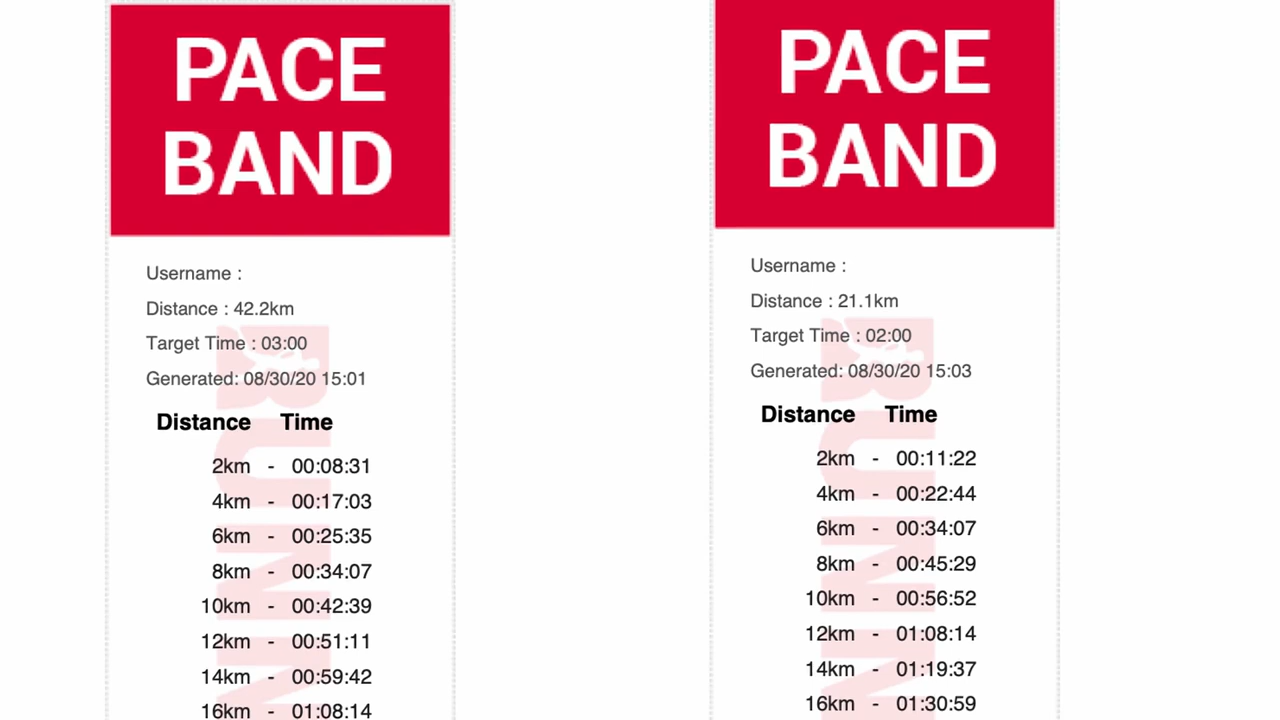 PACE
BAND
Username :
Distance : 42.2km
Target Time : 03:00
Generated: 08/30/20 15:01
Distance Time
2km - 00:08:31
4km - 00:17:03
6km - 00:25:35
8km - 00:34:07
10km - 00:42:39
12km - 00:51:11
14km - 00:59:42
16km - 01:08:14
RUNN
PACE
BAND
Username :
Distance : 21.1km
Target Time : 02:00
Generated: 08/30/20 15:03
Distance Time
2km - 00:11:22
4km - 00:22:44
6km - 00:34:07
8km - 00:45:29
10km - 00:56:52
12km - 01:08:14
14km - 01:19:37
16km - 01:30:59
RUNN